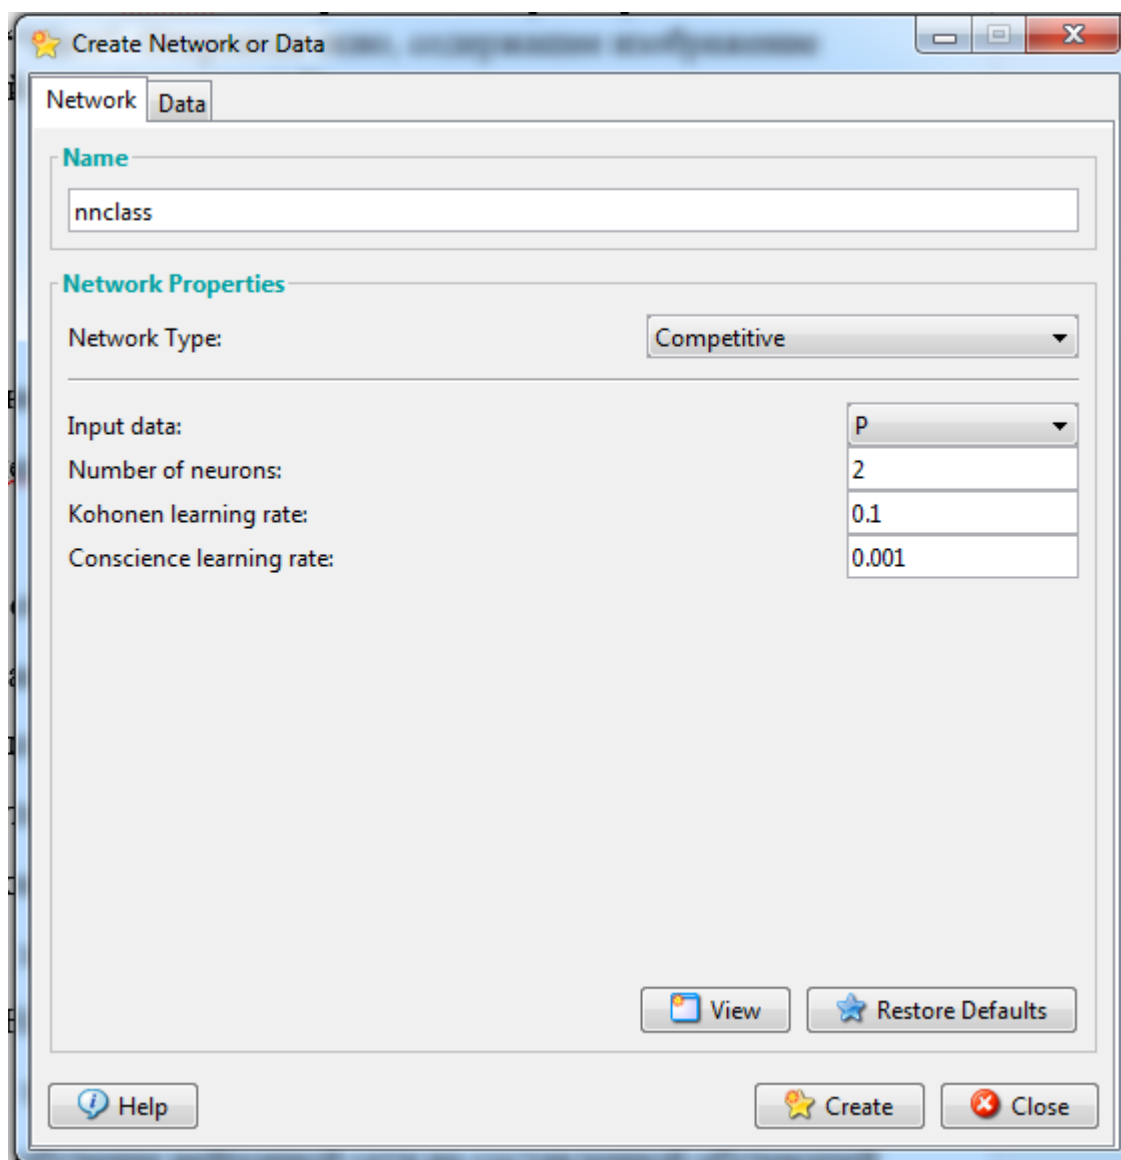 Create Network or Data
Network
Data
Name
nnclass
Network Properties
Network Type:
Competitive
Input data:
P
Number of neurons:
2
Kohonen learning rate:
0.1
Conscience learning rate:
0.001
View
Restore Defaults
Help
Create
Close